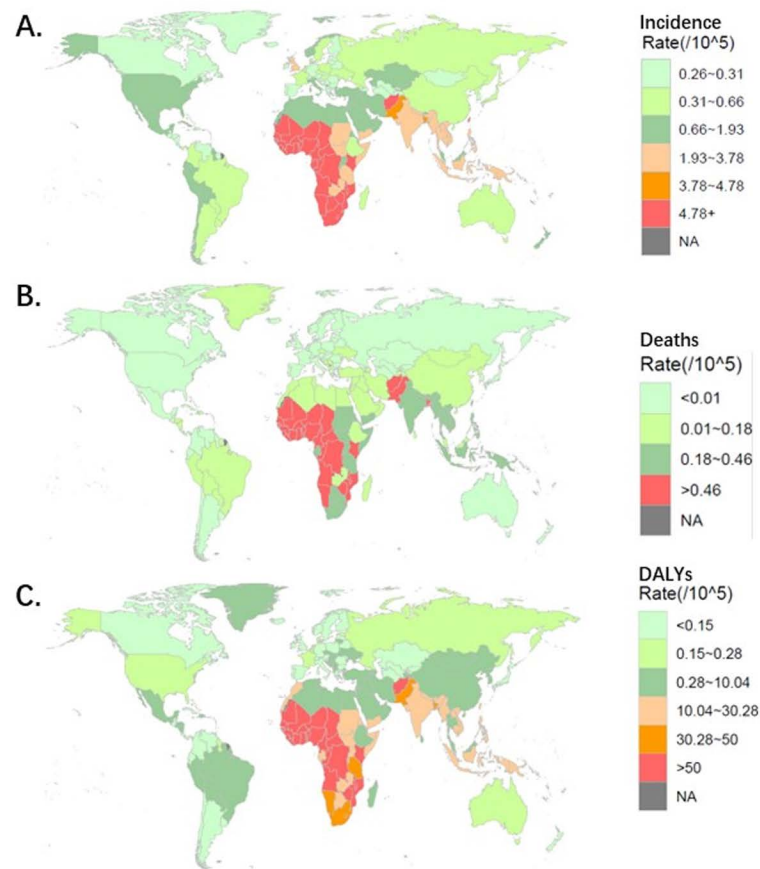 A.
Incidence
Rate(/10^5)
0.26~0.31
0.31~0.66
0.66~1.93
1.93~3.78
3.78~4.78
4.78+
NA
B.
Deaths
Rate(/10^5)
<0.01
0.01~0.18
0.18~0.46
>0.46
NA
C.
DALYs
Rate(/10^5)
<0.15
0.15~0.28
0.28~10.04
10.04~30.28
30.28~50
>50
NA